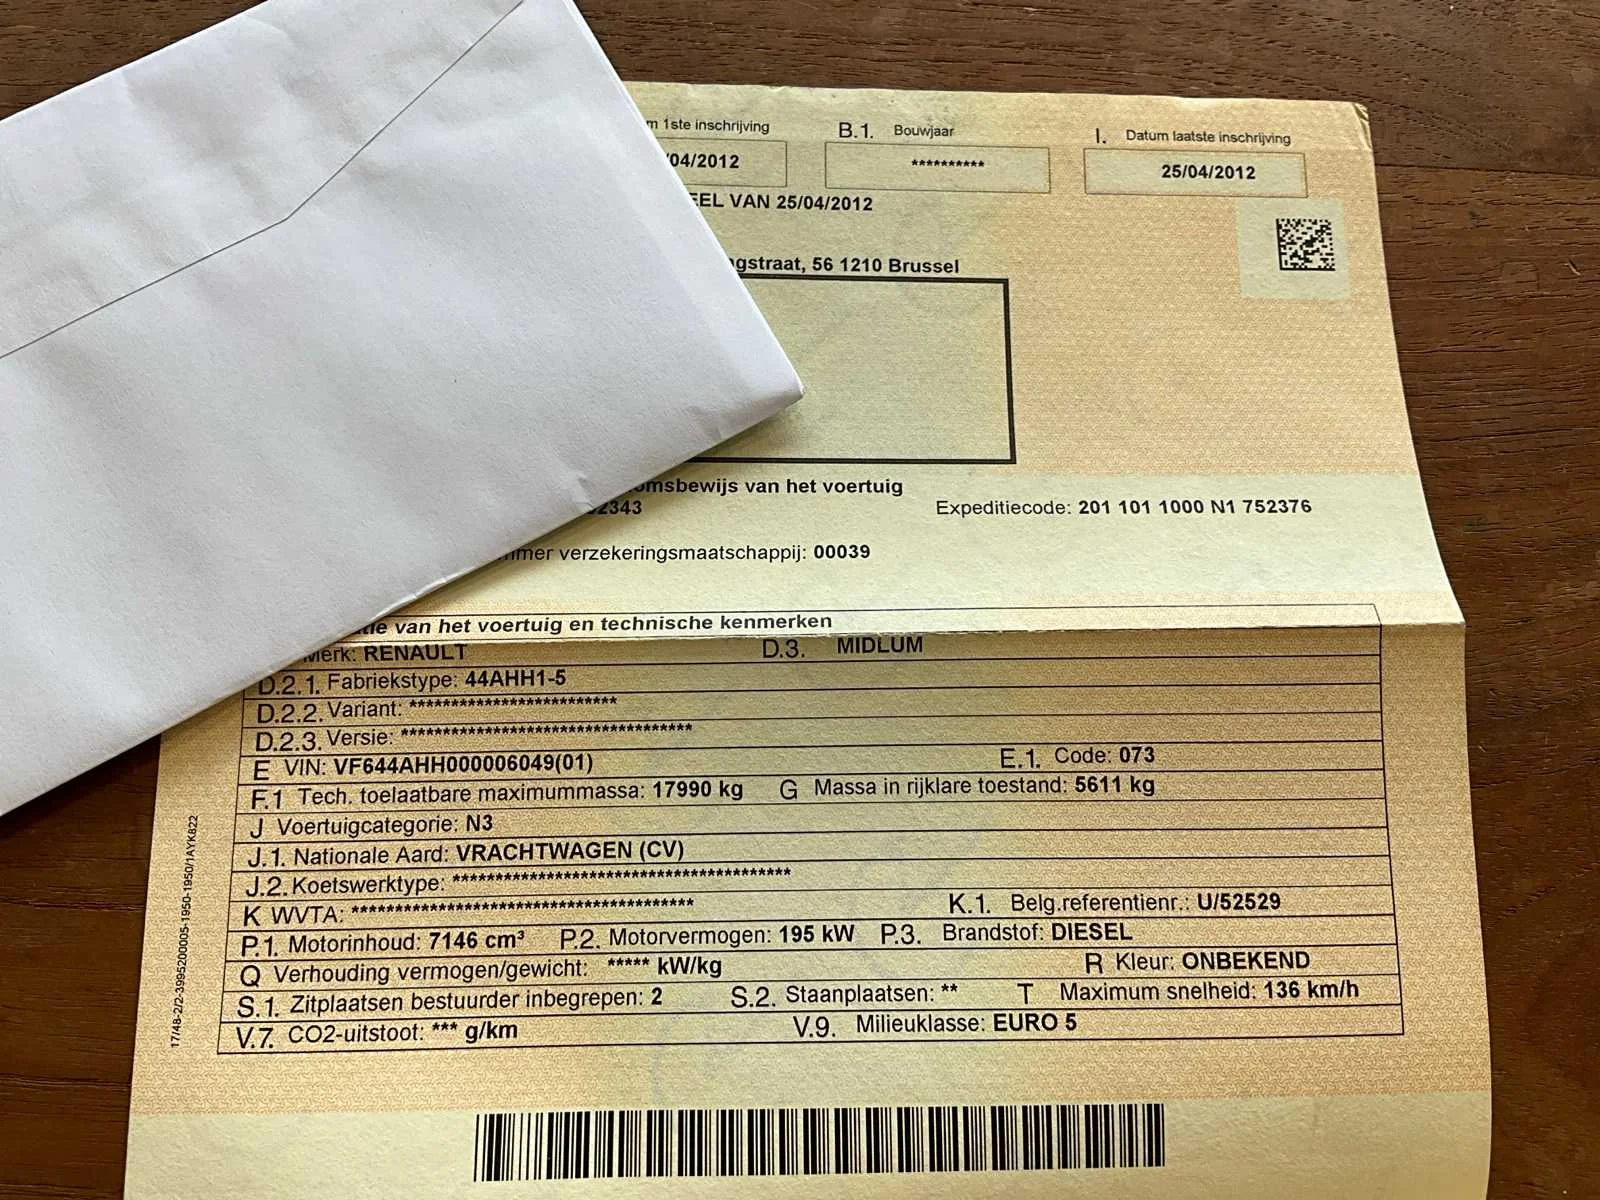 1ste inschrijving B.1. Bouwjaar I. Datum laatste inschrijving
/04/2012 ********** 25/04/2012
VAN 25/04/2012
56 1210 Brussel
van het voertuig
Expeditiecode: 201 101 1000 N1 752376
verzekeringsmaatschappij: 00039
van het voertuig en technische kenmerken
Merk: RENAULT D.3. MIDLUM
D.2.1. Fabriekstype: 44AHH1-5
D.2.2. Variant: ************************
D.2.3. Versie: **********************************
E VIN: VF644AHH000006049(01) E.1. Code: 073
F.1 Tech. toelaatbare maximummassa: 17990 kg G Massa in rijklare toestand: 5611 kg
J Voertuigcategorie: N3
J.1. Nationale Aard: VRACHTWAGEN (CV)
J.2. Koetswerktype: ****************************************
K WVTA: **************************************** K.1. Belg.referentienr.: U/52529
P.1. Motorinhoud: 7146 cm³ P.2. Motorvermogen: 195 kW P.3. Brandstof: DIESEL
Q Verhouding vermogen/gewicht: ***** kW/kg R Kleur: ONBEKEND
S.1. Zitplaatsen bestuurder inbegrepen: 2 S.2. Staanplaatsen: ** T Maximum snelheid: 136 km/h
V.7. CO2-uitstoot: *** g/km V.9. Milieuklasse: EURO 5
17/48-2/2-3995200005-1950-1950/1AYK822